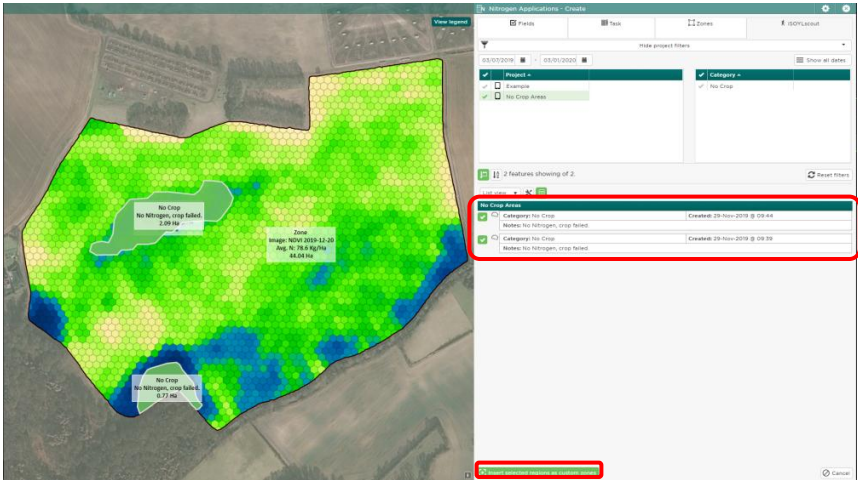 View legend
No Crop
No Nitrogen, crop failed.
2.09 Ha
Zone
Image: NDVI 2019-12-20
Avg. N: 78.6 Kg/Ha
44.04 Ha
No Crop
No Nitrogen, crop failed.
0.77 Ha
Nitrogen Applications - Create
Fields
Task
Zones
iSOYLscout
Hide project filters
03/07/2019 - 03/01/2020
Show all dates
Project
Example
No Crop Areas
Category
No Crop
2 features showing of 2
Reset filters
List view
No Crop Areas
Category: No Crop Created: 29-Nov-2019 @ 09:44
Notes: No Nitrogen, crop failed.
Category: No Crop Created: 29-Nov-2019 @ 09:39
Notes: No Nitrogen, crop failed.
Insert selected regions as custom zones
Cancel